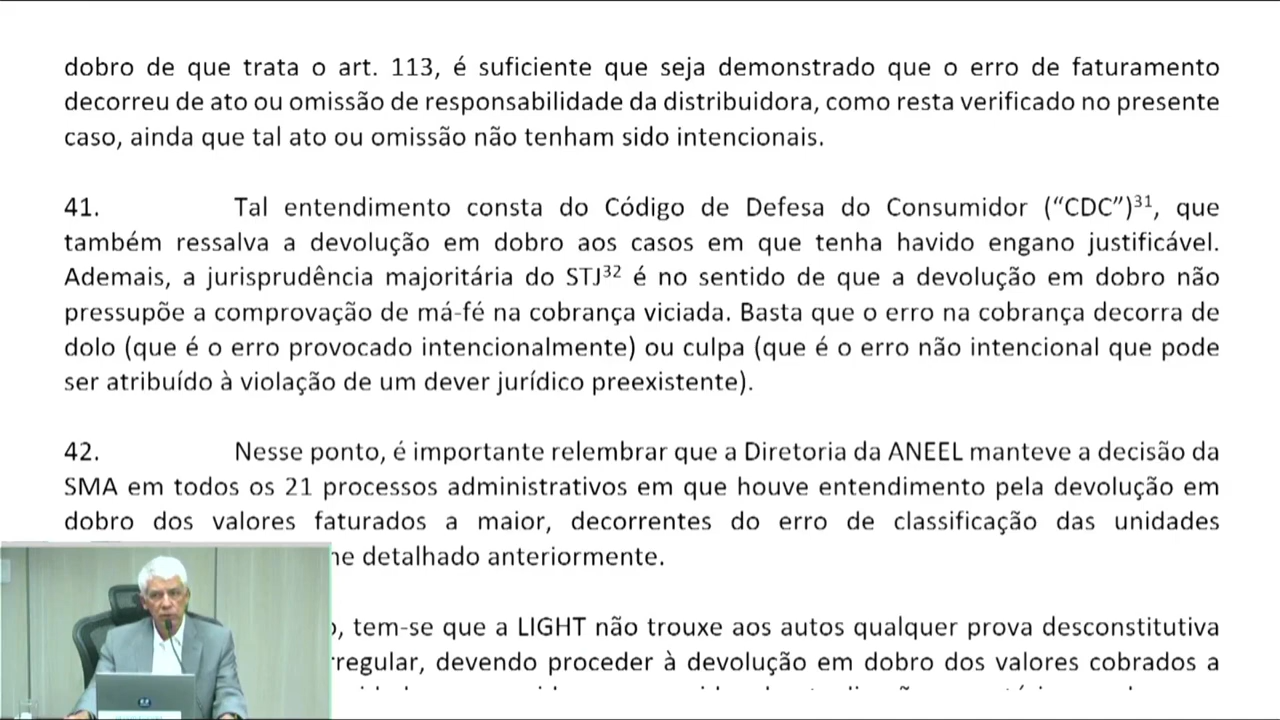 dobro de que trata o art. 113, é suficiente que seja demonstrado que o erro de faturamento
decorreu de ato ou omissão de responsabilidade da distribuidora, como resta verificado no presente
caso, ainda que tal ato ou omissão não tenham sido intencionais.
41. Tal entendimento consta do Código de Defesa do Consumidor (“CDC”)³¹, que
também ressalva a devolução em dobro aos casos em que tenha havido engano justificável.
Ademais, a jurisprudência majoritária do STJ³² é no sentido de que a devolução em dobro não
pressupõe a comprovação de má-fé na cobrança viciada. Basta que o erro na cobrança decorra de
dolo (que é o erro provocado intencionalmente) ou culpa (que é o erro não intencional que pode
ser atribuído à violação de um dever jurídico preexistente).
42. Nesse ponto, é importante relembrar que a Diretoria da ANEEL manteve a decisão da
SMA em todos os 21 processos administrativos em que houve entendimento pela devolução em
dobro dos valores faturados a maior, decorrentes do erro de classificação das unidades
detalhado anteriormente.
tem-se que a LIGHT não trouxe aos autos qualquer prova desconstitutiva
devendo proceder à devolução em dobro dos valores cobrados a